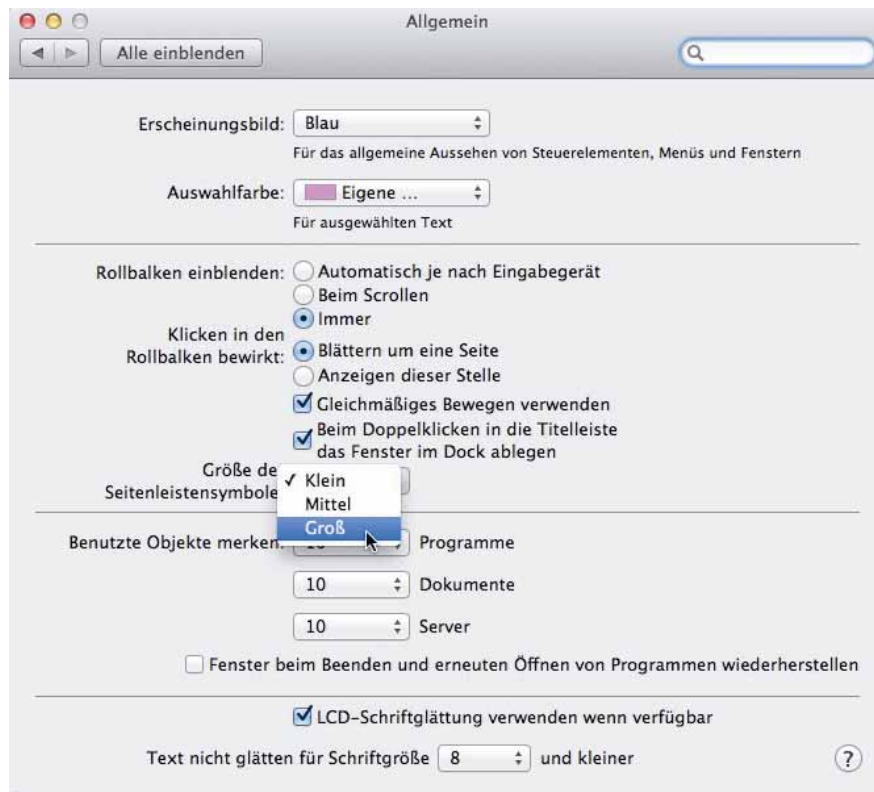 Allgemein
Alle einblenden
Erscheinungsbild: Blau
Für das allgemeine Aussehen von Steuerelementen, Menüs und Fenstern
Auswahlfarbe: Eigene ...
Für ausgewählten Text
Rollbalken einblenden: Automatisch je nach Eingabegerät
Beim Scrollen
Immer
Klicken in den
Rollbalken bewirkt: Blättern um eine Seite
Anzeigen dieser Stelle
Gleichmäßiges Bewegen verwenden
Beim Doppelklicken in die Titelleiste
das Fenster im Dock ablegen
Größe de
Seitenleistensymbole
✓ Klein
Mittel
Groß
Benutzte Objekte merken: Programme
10 Dokumente
10 Server
Fenster beim Beenden und erneuten Öffnen von Programmen wiederherstellen
LCD-Schriftglättung verwenden wenn verfügbar
Text nicht glätten für Schriftgröße 8 und kleiner ?